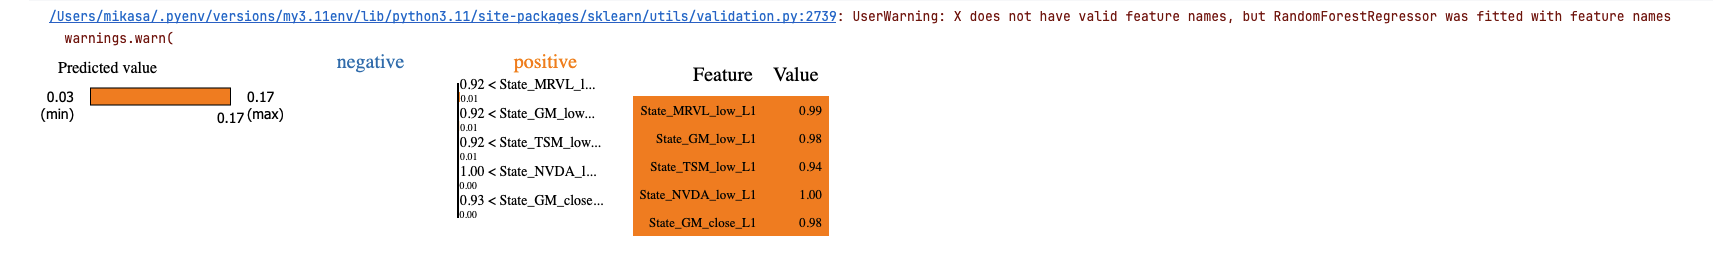 /Users/mikasa/.pyenv/versions/my3.11env/lib/python3.11/site-packages/sklearn/utils/validation.py:2739: UserWarning: X does not have valid feature names, but RandomForestRegressor was fitted with feature names
warnings.warn(
Predicted value
0.03
(min)
0.17
(max)
0.17
negative
positive
0.92 < State_MRVL_l...
0.01
0.92 < State_GM_low...
0.01
0.92 < State_TSM_low...
0.01
1.00 < State_NVDA_l...
0.00
0.93 < State_GM_close...
0.00
Feature Value
State_MRVL_low_L1 0.99
State_GM_low_L1 0.98
State_TSM_low_L1 0.94
State_NVDA_low_L1 1.00
State_GM_close_L1 0.98